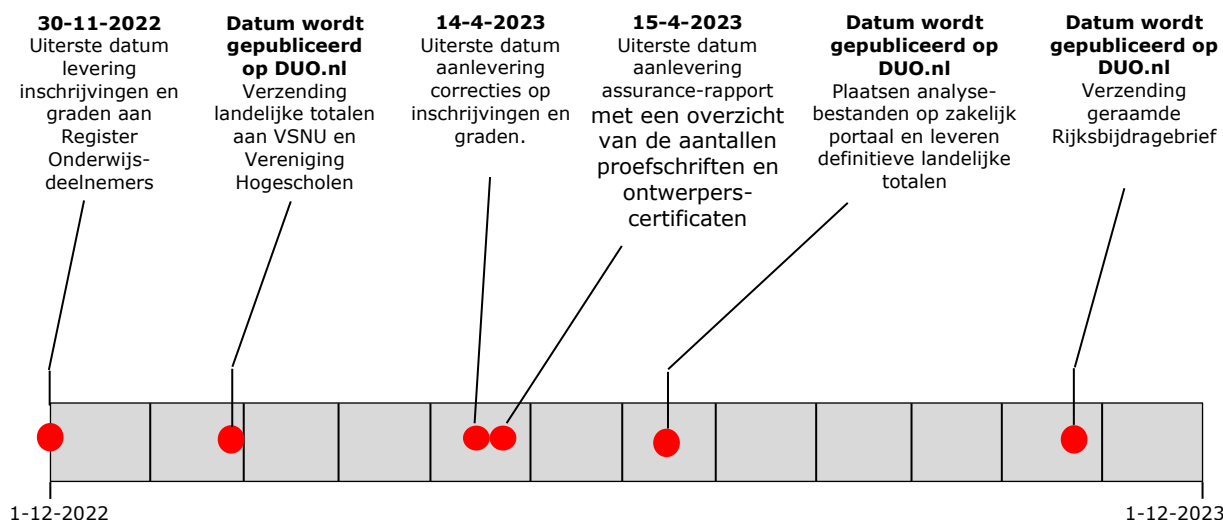 30-11-2022
Uiterste datum
levering
inschrijvingen en
graden aan
Register
Onderwijs-
deelnemers
Datum wordt
gepubliceerd
op DUO.nl
Verzending
landelijke totalen
aan VSNU en
Vereniging
Hogescholen
14-4-2023
Uiterste datum
aanlevering
correcties op
inschrijvingen en
graden.
15-4-2023
Uiterste datum
aanlevering
assurance-rapport
met een overzicht
van de aantallen
proefschriften en
ontwerpers-
certificaten
Datum wordt
gepubliceerd op
DUO.nl
Plaatsen analyse-
bestanden op zakelijk
portaal en leveren
definitieve landelijke
totalen
Datum wordt
gepubliceerd op
DUO.nl
Verzending
geraamde
Rijksbijdragebrief
1-12-2022
1-12-2023